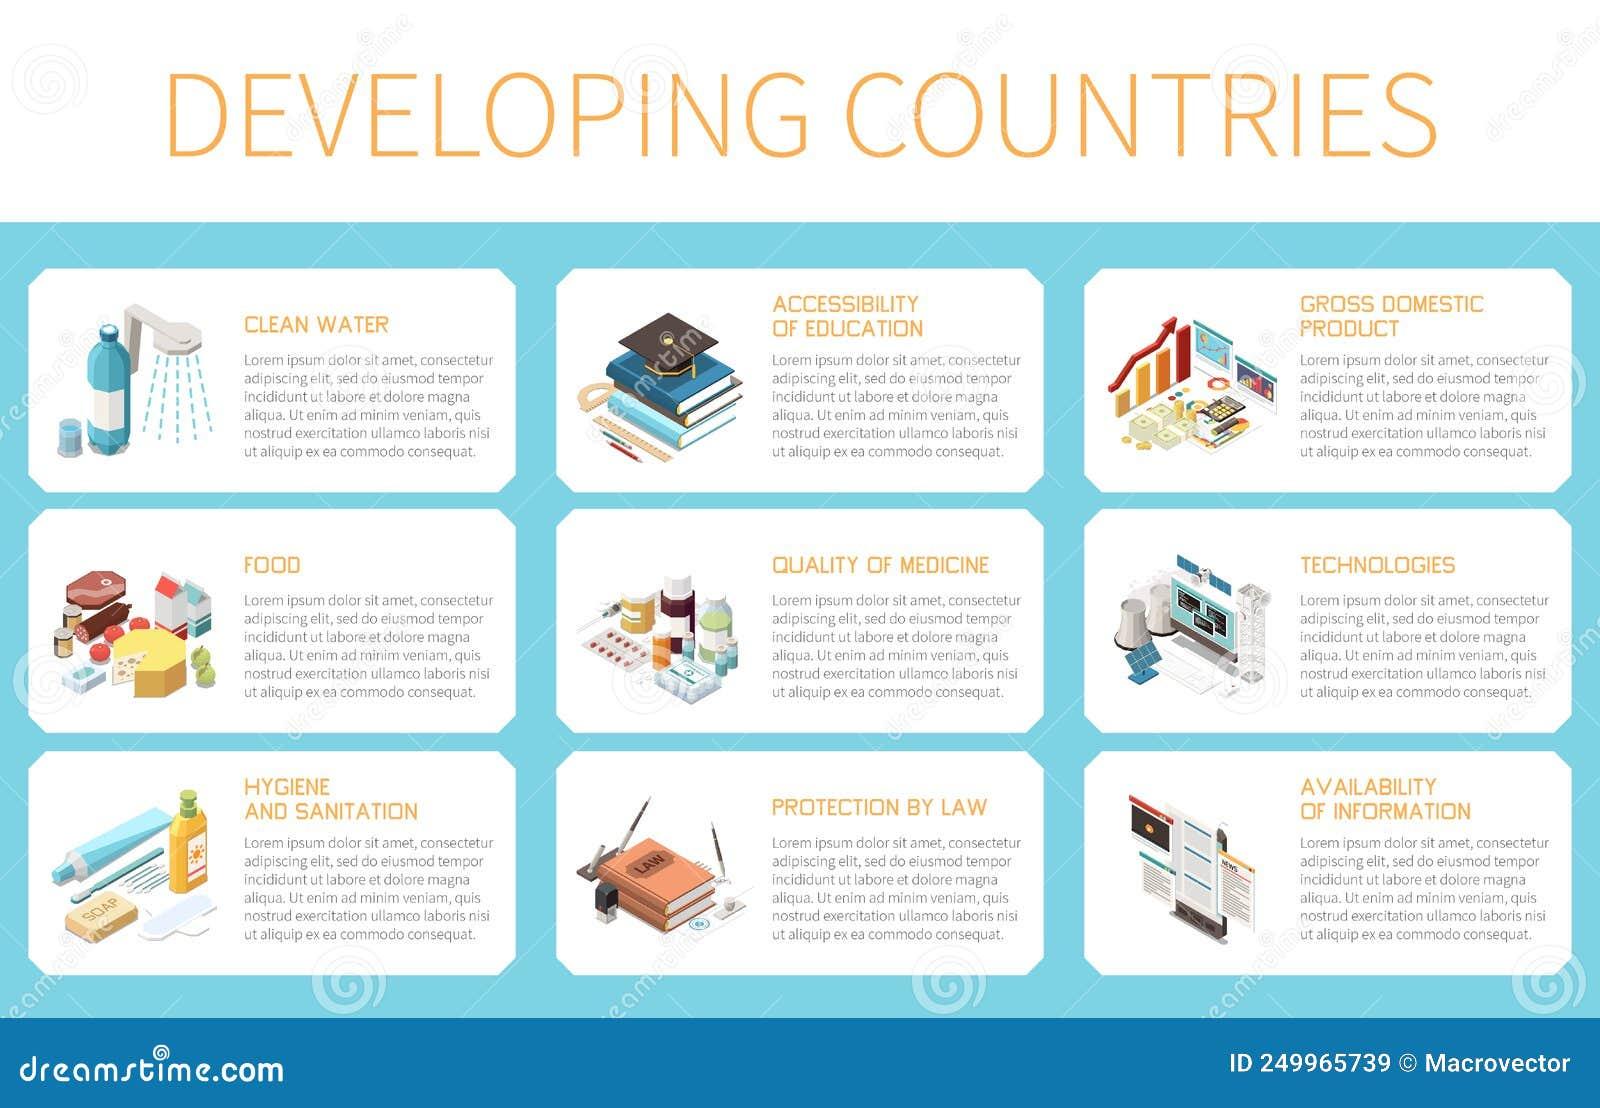 DEVELOPING COUNTRIES
CLEAN WATER
Lorem ipsum dolor sit amet, consectetur
adipiscing elit, sed do eiusmod tempor
incididunt ut labore et dolore magna
aliqua. Ut enim ad minim veniam, quis
nostrud exercitation ullamco laboris nisi
ut aliquip ex ea commodo consequat.
ACCESSIBILITY
OF EDUCATION
Lorem ipsum dolor sit amet, consectetur
adipiscing elit, sed do eiusmod tempor
incididunt ut labore et dolore magna
aliqua. Ut enim ad minim veniam, quis
nostrud exercitation ullamco laboris nisi
ut aliquip ex ea commodo consequat.
GROSS DOMESTIC
PRODUCT
Lorem ipsum dolor sit amet, consectetur
adipiscing elit, sed do eiusmod tempor
incididunt ut labore et dolore magna
aliqua. Ut enim ad minim veniam, quis
nostrud exercitation ullamco laboris nisi
ut aliquip ex ea commodo consequat.
FOOD
Lorem ipsum dolor sit amet, consectetur
adipiscing elit, sed do eiusmod tempor
incididunt ut labore et dolore magna
aliqua. Ut enim ad minim veniam, quis
nostrud exercitation ullamco laboris nisi
ut aliquip ex ea commodo consequat.
QUALITY OF MEDICINE
Lorem ipsum dolor sit amet, consectetur
adipiscing elit, sed do eiusmod tempor
incididunt ut labore et dolore magna
aliqua. Ut enim ad minim veniam, quis
nostrud exercitation ullamco laboris nisi
ut aliquip ex ea commodo consequat.
TECHNOLOGIES
Lorem ipsum dolor sit amet, consectetur
adipiscing elit, sed do eiusmod tempor
incididunt ut labore et dolore magna
aliqua. Ut enim ad minim veniam, quis
nostrud exercitation ullamco laboris nisi
ut aliquip ex ea commodo consequat.
HYGIENE
AND SANITATION
SOAP
Lorem ipsum dolor sit amet, consectetur
adipiscing elit, sed do eiusmod tempor
incididunt ut labore et dolore magna
aliqua. Ut enim ad minim veniam, quis
nostrud exercitation ullamco laboris nisi
ut aliquip ex ea commodo consequat.
PROTECTION BY LAW
LAW
Lorem ipsum dolor sit amet, consectetur
adipiscing elit, sed do eiusmod tempor
incididunt ut labore et dolore magna
aliqua. Ut enim ad minim veniam, quis
nostrud exercitation ullamco laboris nisi
ut aliquip ex ea commodo consequat.
AVAILABILITY
OF INFORMATION
NEWS
Lorem ipsum dolor sit amet, consectetur
adipiscing elit, sed do eiusmod tempor
incididunt ut labore et dolore magna
aliqua. Ut enim ad minim veniam, quis
nostrud exercitation ullamco laboris nisi
ut aliquip ex ea commodo consequat.
dreamstime.com
ID 249965739 © Macrovector